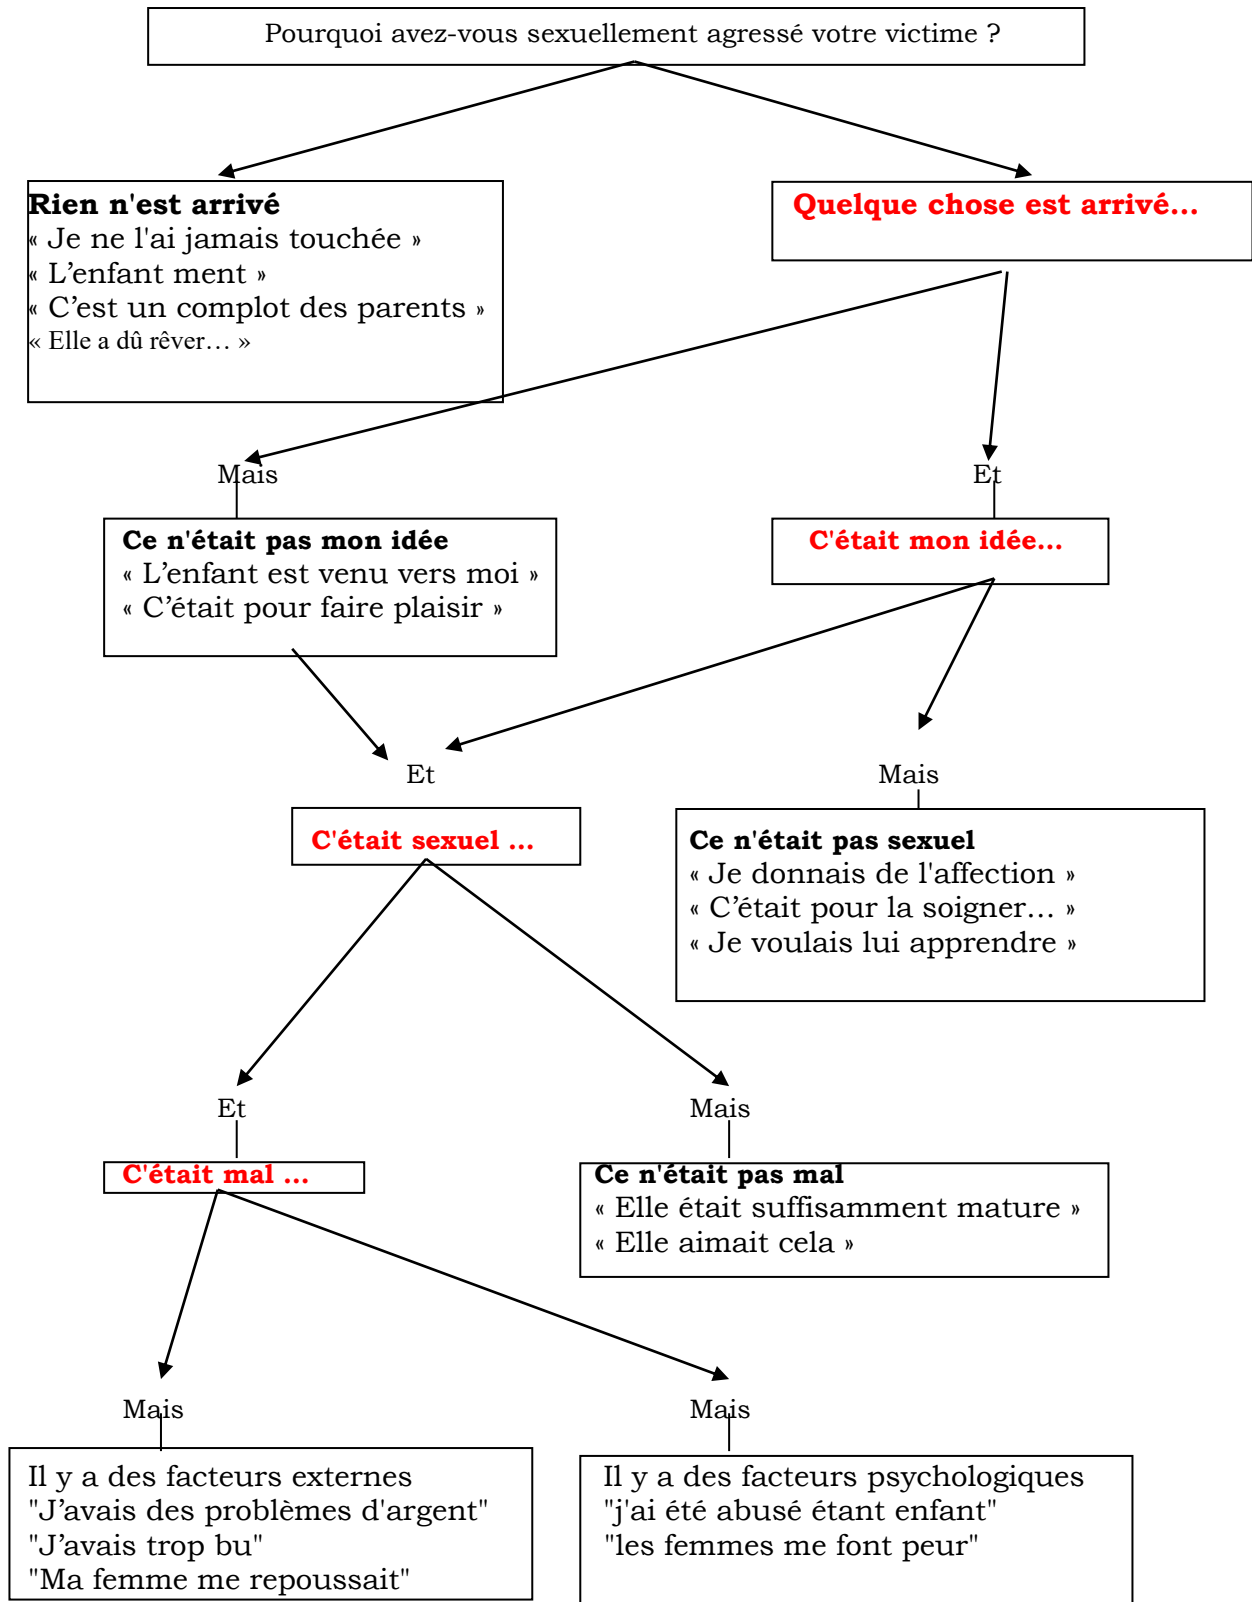 Pourquoi avez-vous sexuellement agressé votre victime ?
Rien n'est arrivé
« Je ne l'ai jamais touchée »
« L’enfant ment »
« C’est un complot des parents »
« Elle a dû rêver… »
Quelque chose est arrivé...
Mais
Et
Ce n'était pas mon idée
« L’enfant est venu vers moi »
« C’était pour faire plaisir »
C'était mon idée...
Et
Mais
C'était sexuel ...
Ce n'était pas sexuel
« Je donnais de l'affection »
« C’était pour la soigner… »
« Je voulais lui apprendre »
Et
Mais
C'était mal ...
Ce n'était pas mal
« Elle était suffisamment mature »
« Elle aimait cela »
Mais
Mais
Il y a des facteurs externes
"J’avais des problèmes d'argent"
"J’avais trop bu"
"Ma femme me repoussait"
Il y a des facteurs psychologiques
"j'ai été abusé étant enfant"
"les femmes me font peur"